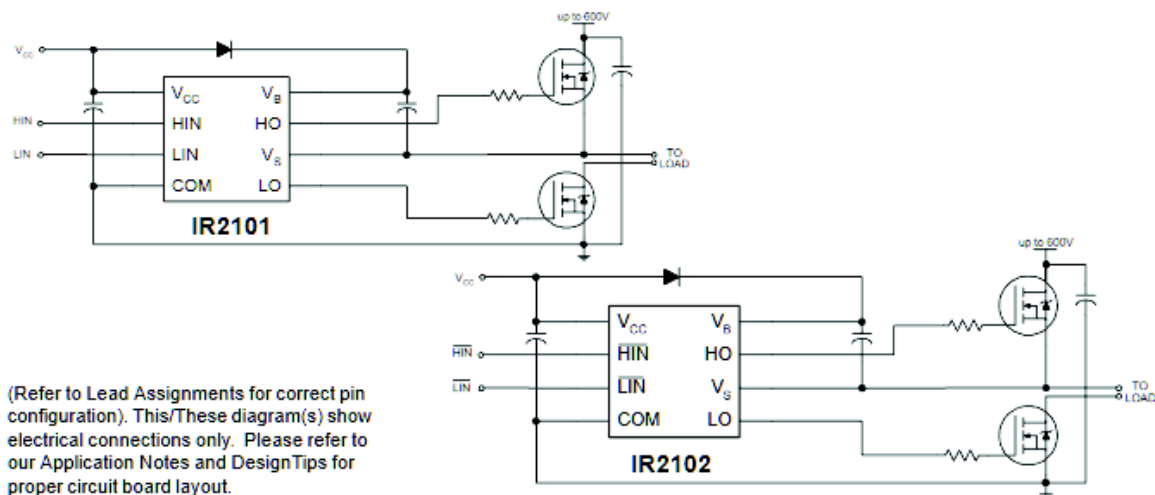 up to 600V
VCC
VCC VB
HIN HIN HO
LIN LIN VS TO LOAD
COM LO
IR2101
up to 600V
VCC
VCC VB
HIN HIN HO
LIN LIN VS TO LOAD
COM LO
IR2102
(Refer to Lead Assignments for correct pin
configuration). This/These diagram(s) show
electrical connections only. Please refer to
our Application Notes and DesignTips for
proper circuit board layout.